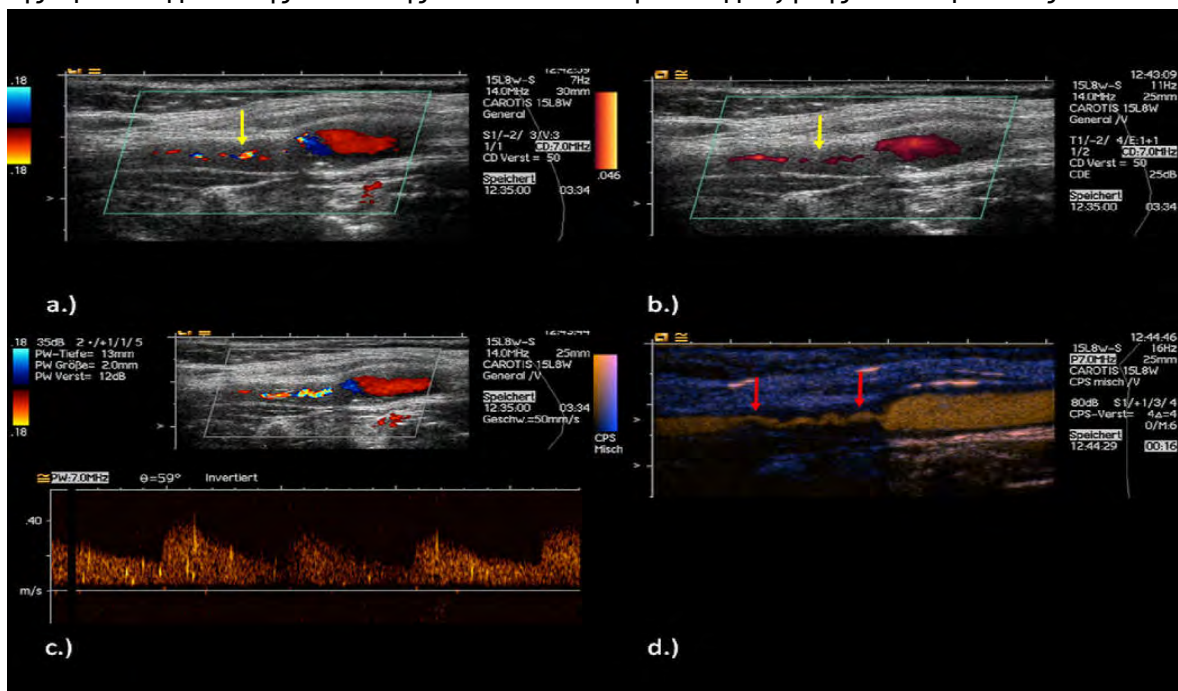 12:42:09
15L8w-S 7Hz
14.0MHz 30mm
CAROTIS 15L8W
General
S1/-2/ 3/V:3
1/1 CD:7.0MHz
CD Verst = 50
Speichert
12:35:00 03:34
.18
.18
a.)
12:43:09
15L8w-S 11Hz
14.0MHz 25mm
CAROTIS 15L8W
General /V
T1/-2/ 4/E:1+1
1/2 CD:7.0MHz
CD Verst = 50
CDE 25dB
Speichert
12:35:00 03:34
.046
b.)
35dB 2 ·/+1/1/ 5
PW-Tiefe= 13mm
PW Größe= 2.0mm
PW Verst= 12dB
.18
.18
12:43:44
15L8w-S
14.0MHz 25mm
CAROTIS 15L8W
General /V
Speichert
12:35:00 03:34
Geschw.=50mm/s
PW:7.0MHz θ=59° Invertiert
.40
m/s
c.)
12:44:46
15L8w-S 16Hz
P7.0MHz 25mm
CAROTIS 15L8W
CPS misch /V
80dB S1/+1/3/ 4
CPS-Verst= 4Δ=4
0/M:6
Speichert
12:44:29 00:16
CPS
Misch
d.)